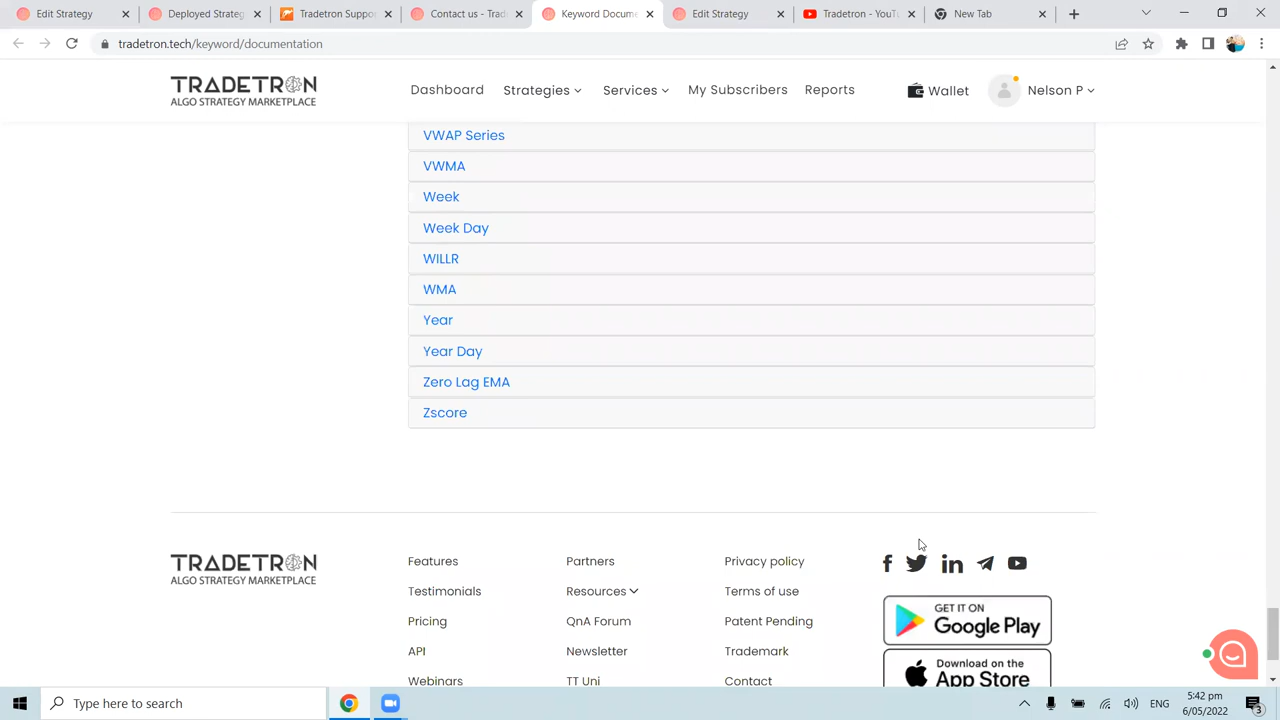 Edit Strategy
Deployed Strateg
Tradetron Suppor
Contact us - Trade
Keyword Docume
Edit Strategy
Tradetron - YouTu
New Tab
tradetron.tech/keyword/documentation
TRADETRON
ALGO STRATEGY MARKETPLACE
Dashboard
Strategies
Services
My Subscribers
Reports
Wallet
Nelson P
VWAP Series
VWMA
Week
Week Day
WILLR
WMA
Year
Year Day
Zero Lag EMA
Zscore
TRADETRON
ALGO STRATEGY MARKETPLACE
Features
Testimonials
Pricing
API
Webinars
Partners
Resources
QnA Forum
Newsletter
TT Uni
Privacy policy
Terms of use
Patent Pending
Trademark
Contact
GET IT ON
Google Play
Download on the
App Store
Type here to search
ENG
5:42 pm
6/05/2022
3